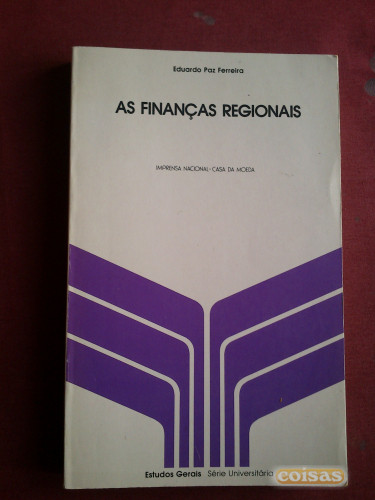 Eduardo Paz Ferreira
AS FINANÇAS REGIONAIS
IMPRENSA NACIONAL-CASA DA MOEDA
Estudos Gerais Série Universitária
coisas